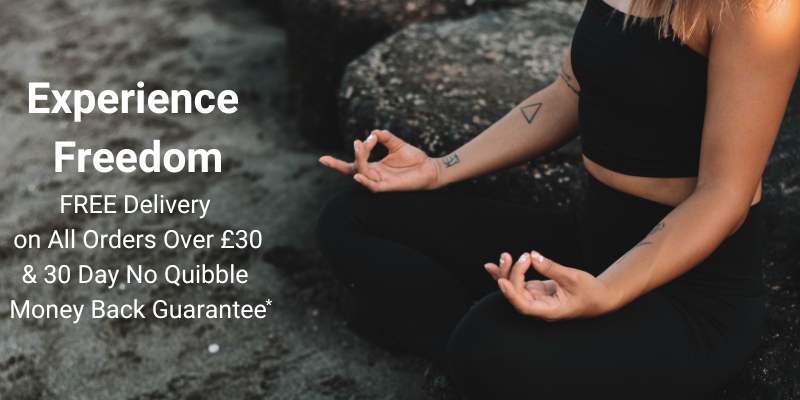 Experience
Freedom
FREE Delivery
on All Orders Over £30
& 30 Day No Quibble
Money Back Guarantee*